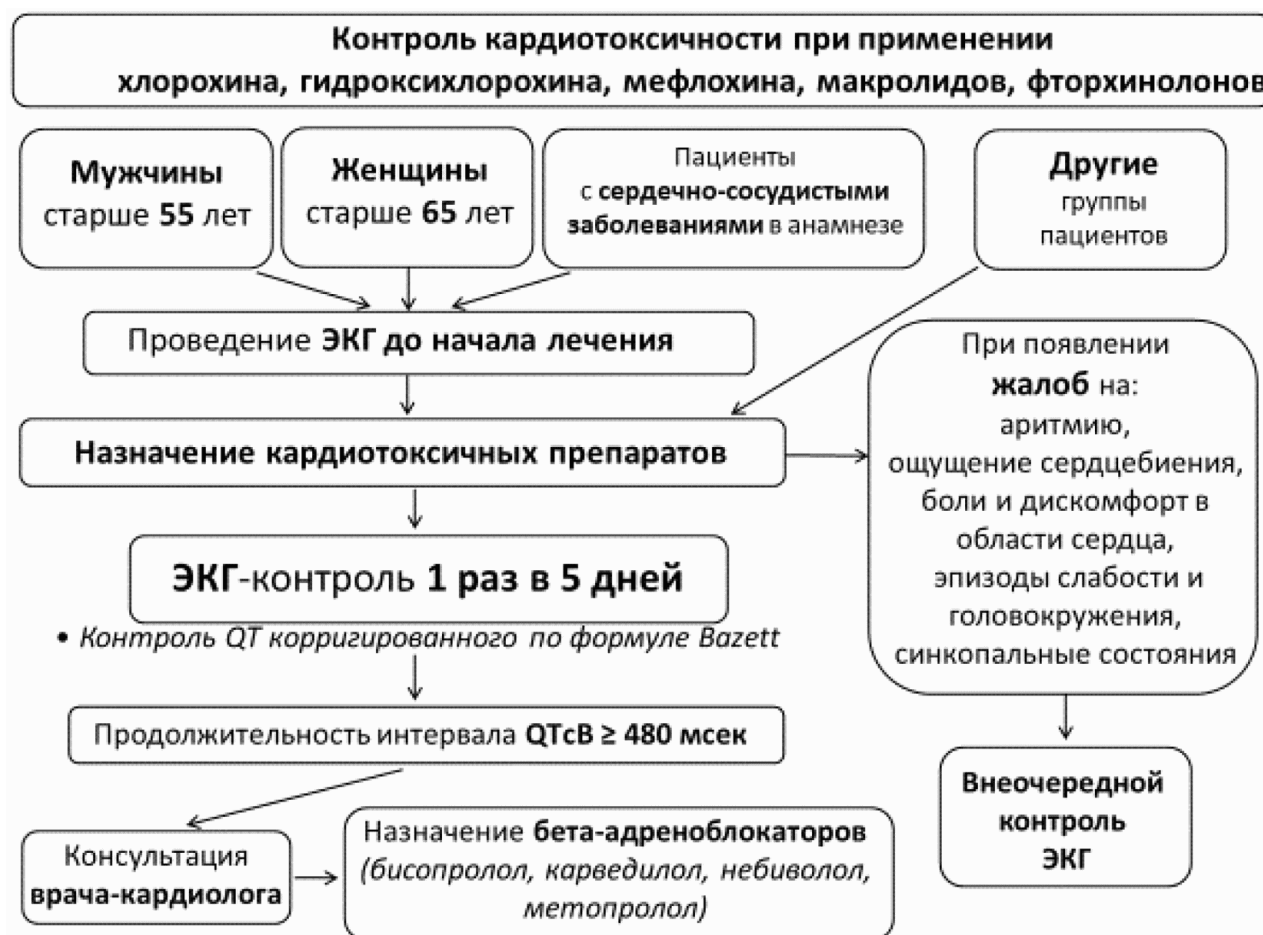 Контроль кардиотоксичности при применении
хлорохина, гидроксихлорохина, мефлохина, макролидов, фторхинолонов
Мужчины
старше 55 лет
Женщины
старше 65 лет
Пациенты
с сердечно-сосудистыми
заболеваниями в анамнезе
Другие
группы
пациентов
Проведение ЭКГ до начала лечения
Назначение кардиотоксичных препаратов
При появлении
жалоб на:
аритмию,
ощущение сердцебиения,
боли и дискомфорт в
области сердца,
эпизоды слабости и
головокружения,
синкопальные состояния
ЭКГ-контроль 1 раз в 5 дней
• Контроль QT корригированного по формуле Bazett
Продолжительность интервала QTcB ≥ 480 мсек
Внеочередной
контроль
ЭКГ
Консультация
врача-кардиолога
Назначение бета-адреноблокаторов
(бисопролол, карведилол, небиволол,
метопролол)